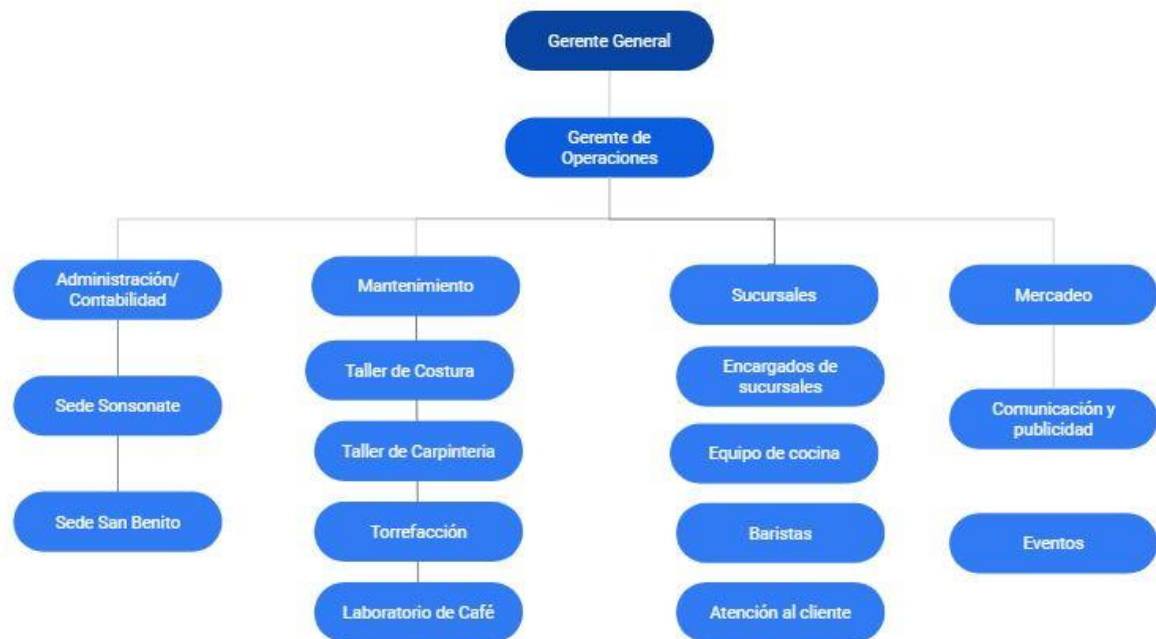 Gerente General
Gerente de
Operaciones
Administración/
Contabilidad
Mantenimiento
Sucursales
Mercadeo
Sede Sonsonate
Taller de Costura
Encargados de
sucursales
Comunicación y
publicidad
Taller de Carpinteria
Equipo de cocina
Sede San Benito
Torrefacción
Baristas
Eventos
Laboratorio de Café
Atención al cliente